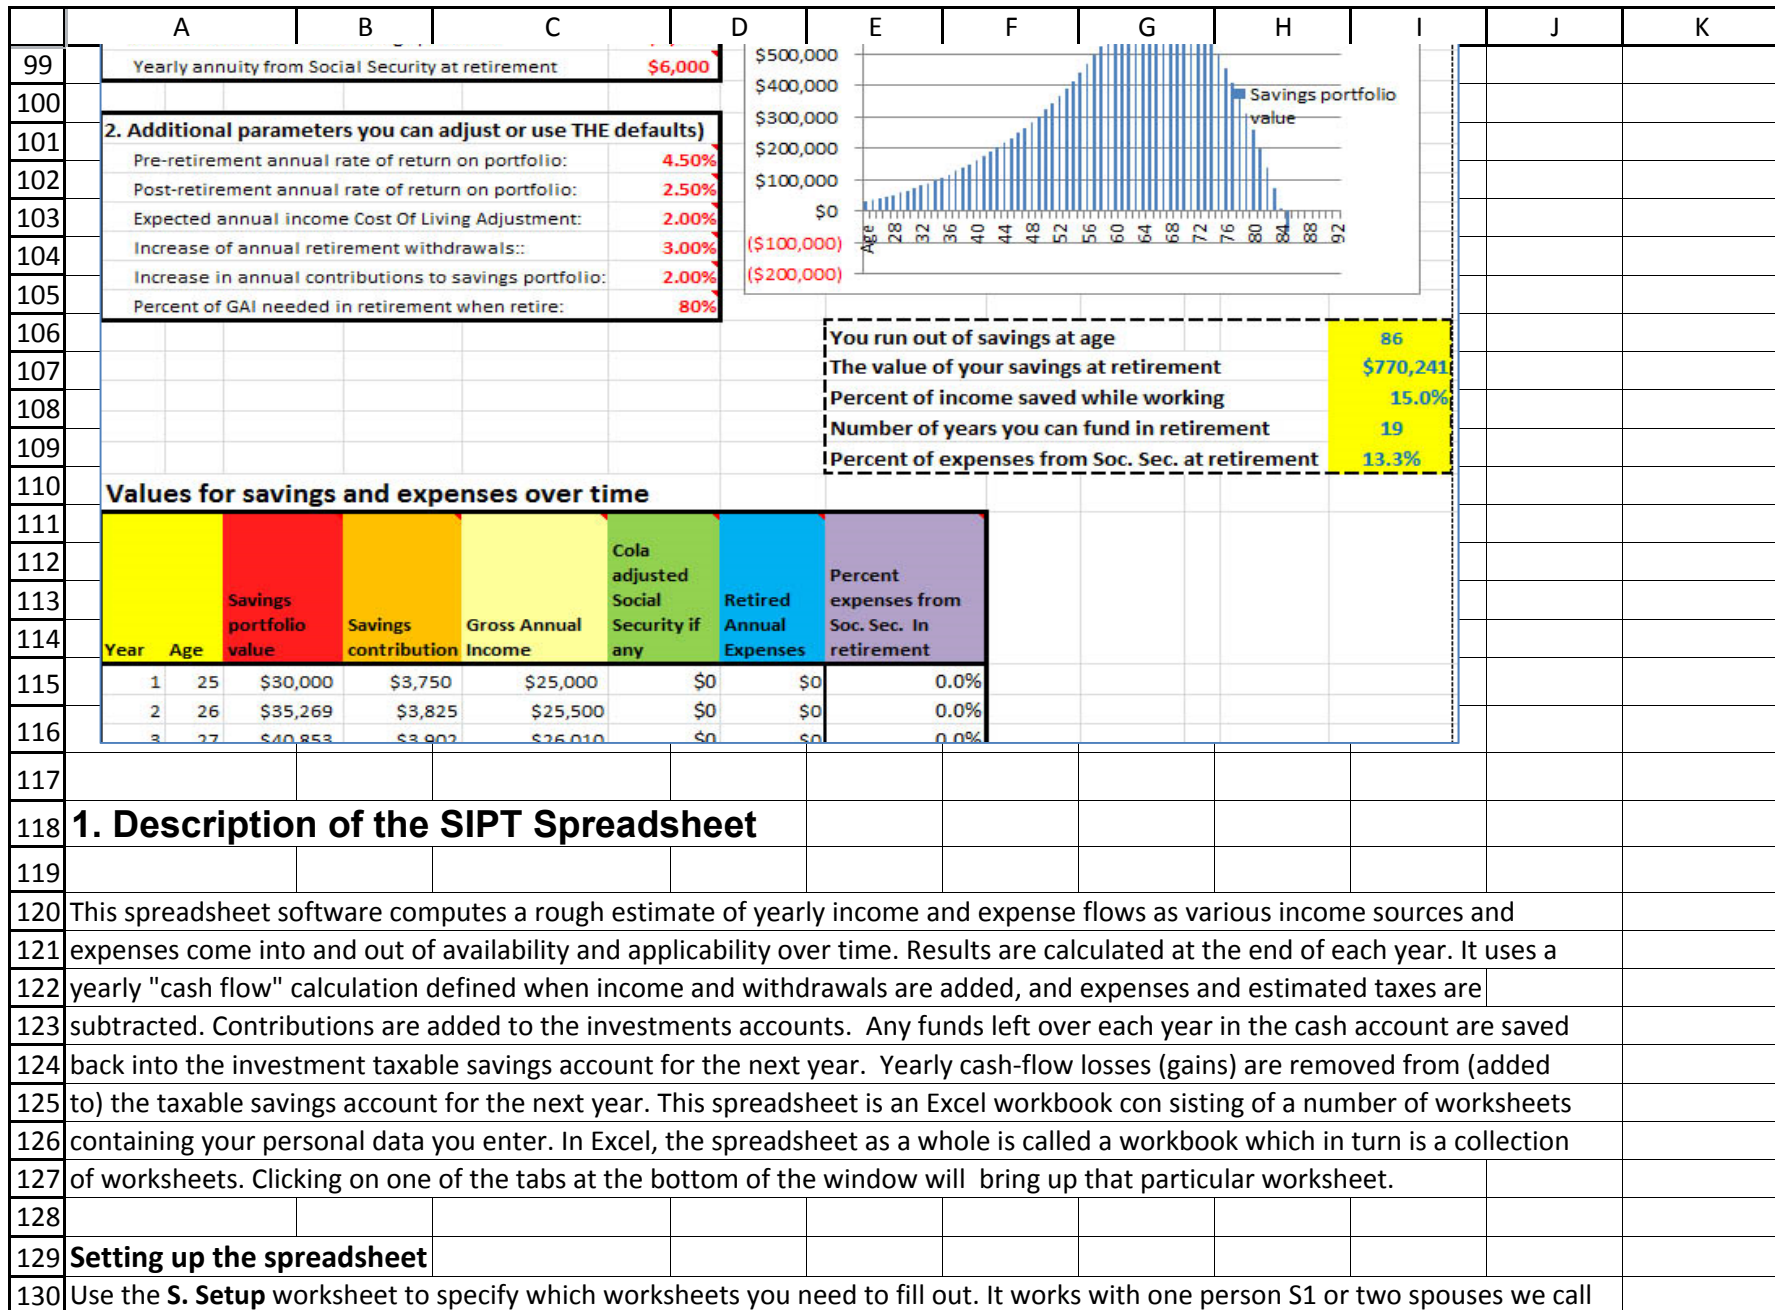 A B C D E F G H I J K
99 Yearly annuity from Social Security at retirement $6,000
100
101 2. Additional parameters you can adjust or use THE defaults)
Pre-retirement annual rate of return on portfolio: 4.50%
102 Post-retirement annual rate of return on portfolio: 2.50%
103 Expected annual income Cost Of Living Adjustment: 2.00%
104 Increase of annual retirement withdrawals:: 3.00%
105 Increase in annual contributions to savings portfolio: 2.00%
Percent of GAI needed in retirement when retire: 80%
$500,000
$400,000
$300,000
$200,000
$100,000
$0
($100,000)
($200,000)
Age 28 32 36 40 44 48 52 56 60 64 68 72 76 80 84 88 92
Savings portfolio
value
106 You run out of savings at age 86
107 The value of your savings at retirement $770,241
108 Percent of income saved while working 15.0%
109 Number of years you can fund in retirement 19
Percent of expenses from Soc. Sec. at retirement 13.3%
110 Values for savings and expenses over time
111
112 Cola
adjusted Percent
113 Savings Social Retired expenses from
114 portfolio Savings Gross Annual Security if Annual Soc. Sec. In
Year Age value contribution Income any Expenses retirement
115 1 25 $30,000 $3,750 $25,000 $0 $0 0.0%
2 26 $35,269 $3,825 $25,500 $0 $0 0.0%
116 3 27 $40,853 $3,902 $26,010 $0 $0 0.0%
117
118 1. Description of the SIPT Spreadsheet
119
120 This spreadsheet software computes a rough estimate of yearly income and expense flows as various income sources and
121 expenses come into and out of availability and applicability over time. Results are calculated at the end of each year. It uses a
122 yearly "cash flow" calculation defined when income and withdrawals are added, and expenses and estimated taxes are
123 subtracted. Contributions are added to the investments accounts.  Any funds left over each year in the cash account are saved
124 back into the investment taxable savings account for the next year.  Yearly cash-flow losses (gains) are removed from (added
125 to) the taxable savings account for the next year. This spreadsheet is an Excel workbook con sisting of a number of worksheets
126 containing your personal data you enter. In Excel, the spreadsheet as a whole is called a workbook which in turn is a collection
127 of worksheets. Clicking on one of the tabs at the bottom of the window will  bring up that particular worksheet.
128
129 Setting up the spreadsheet
130 Use the S. Setup worksheet to specify which worksheets you need to fill out. It works with one person S1 or two spouses we call